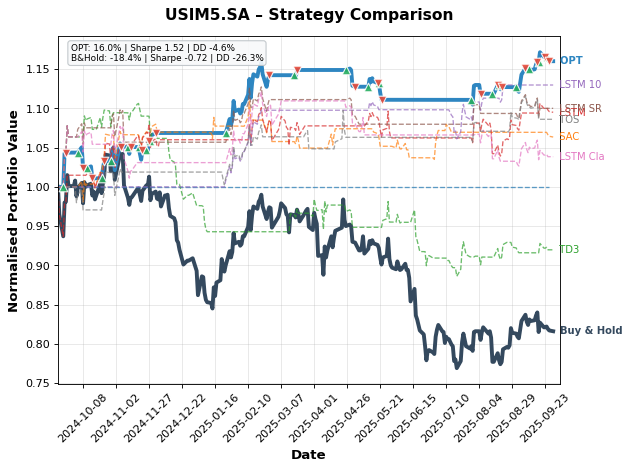 USIM5.SA – Strategy Comparison
OPT: 16.0% | Sharpe 1.52 | DD -4.6%
B&Hold: -18.4% | Sharpe -0.72 | DD -26.3%
Normalised Portfolio Value
1.15
1.10
1.05
1.00
0.95
0.90
0.85
0.80
0.75
OPT
LSTM 10
LSTM SR
TOS
SAC
LSTM Cla
TD3
Buy & Hold
2024-10-08
2024-11-02
2024-11-27
2024-12-22
2025-01-16
2025-02-10
2025-03-07
2025-04-01
2025-04-26
2025-05-21
2025-06-15
2025-07-10
2025-08-04
2025-08-29
2025-09-23
Date